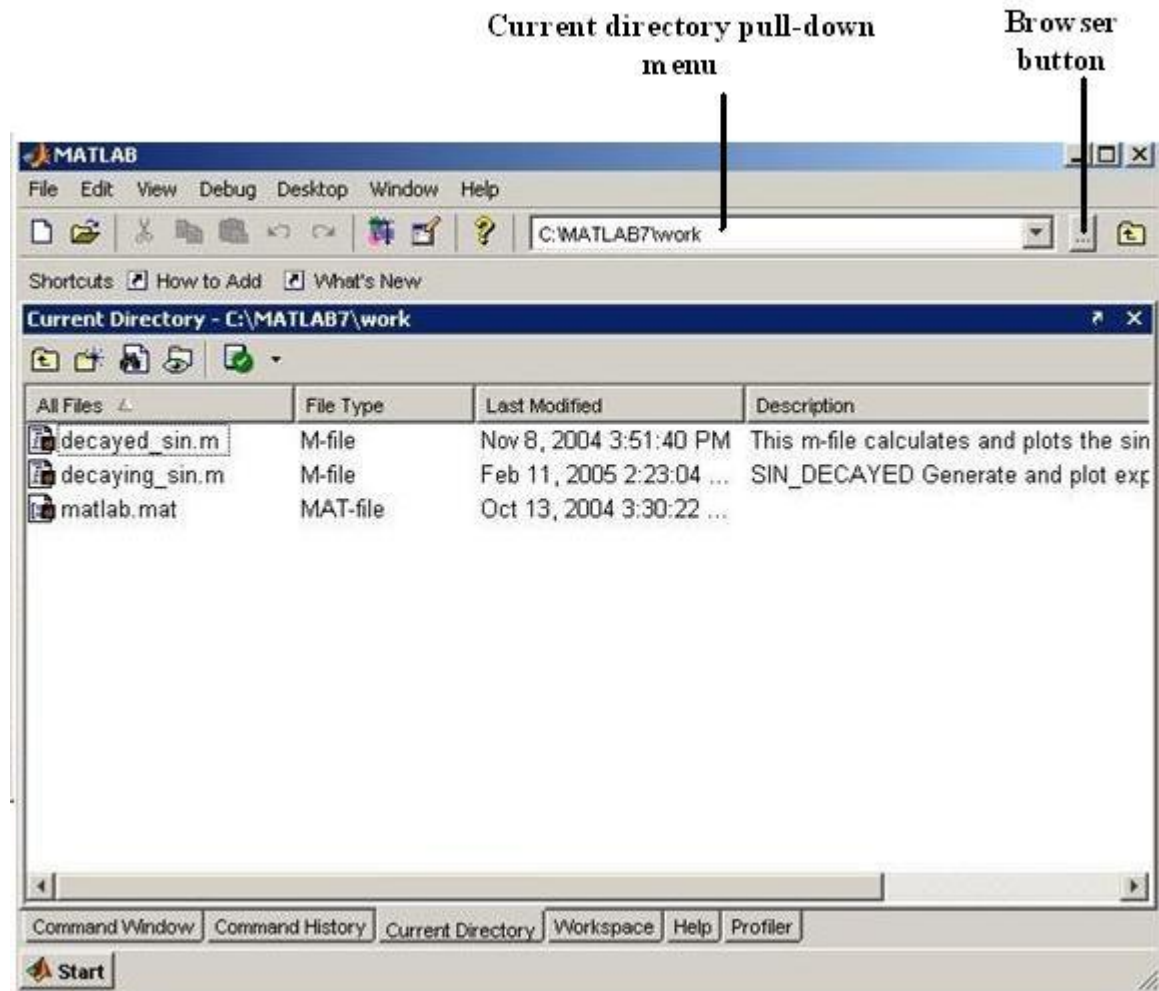 Current directory pull-down
menu
Browser
button
MATLAB
File Edit View Debug Desktop Window Help
C:\MATLAB7\work
...
Shortcuts How to Add What's New
Current Directory - C:\MATLAB7\work
All Files File Type Last Modified Description
decayed_sin.m M-file Nov 8, 2004 3:51:40 PM This m-file calculates and plots the sin
decaying_sin.m M-file Feb 11, 2005 2:23:04 ... SIN_DECAYED Generate and plot exp
matlab.mat MAT-file Oct 13, 2004 3:30:22 ...
Command Window Command History Current Directory Workspace Help Profiler
Start